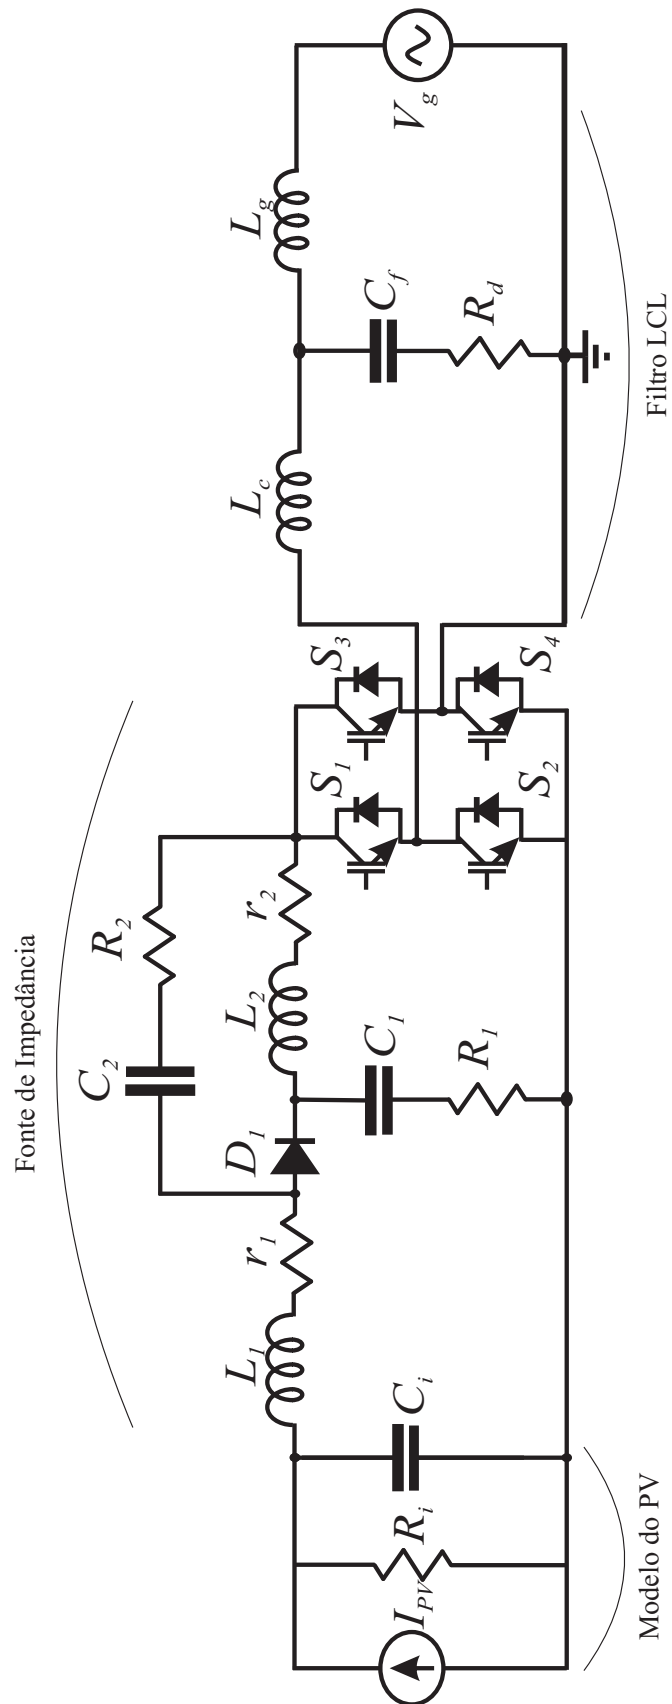 Fonte de Impedância
C2
R2
L1
r1
D1
L2
r2
S1
S3
Lc
Lg
IPV
Ri
Ci
C1
R1
S2
S4
Cf
Rd
Vg
Modelo do PV
Filtro LCL